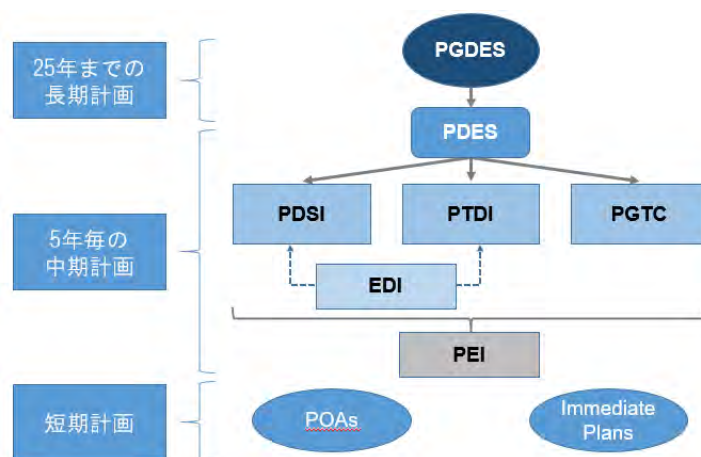 25年までの
長期計画
PGDES
PDES
5年毎の
中期計画
PDSI
PTDI
PGTC
EDI
PEI
短期計画
POAs
Immediate
Plans